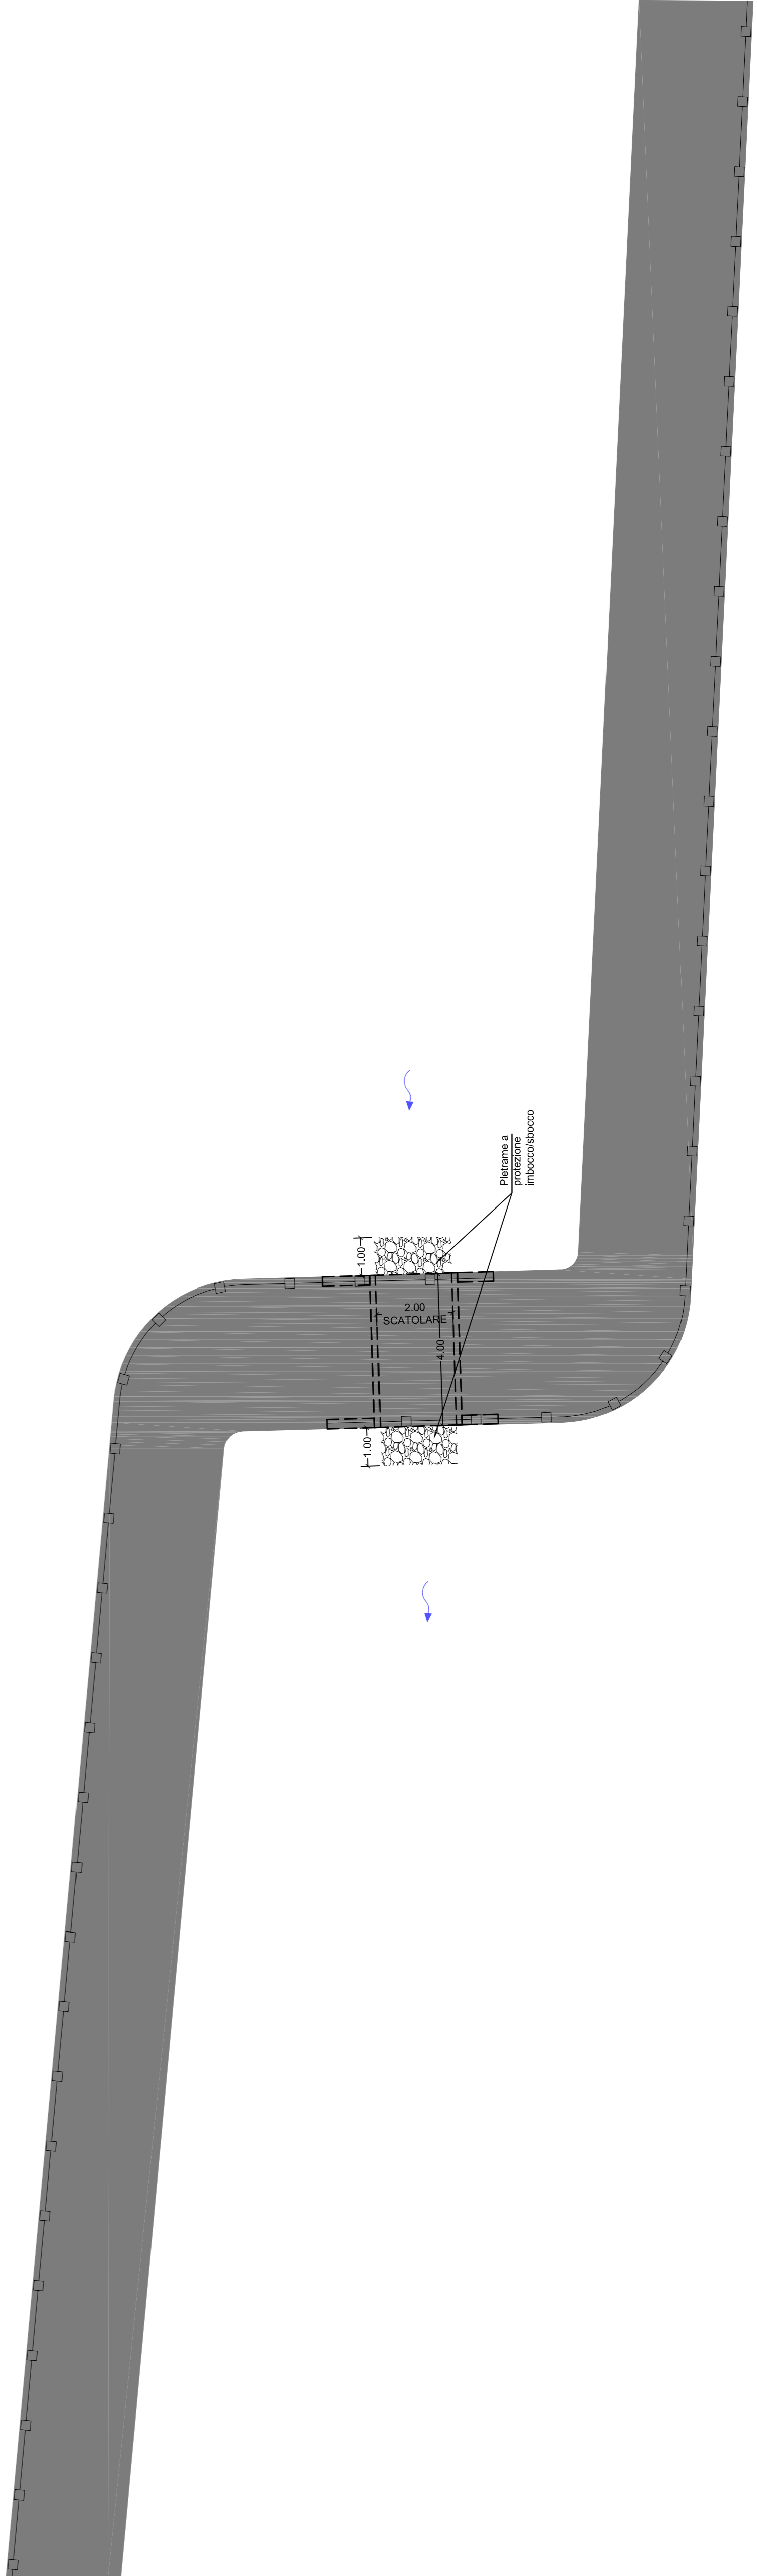 Pietrame a
protezione
imbocco/sbocco
1.00
2.00
SCATOLARE
4.00
1.00